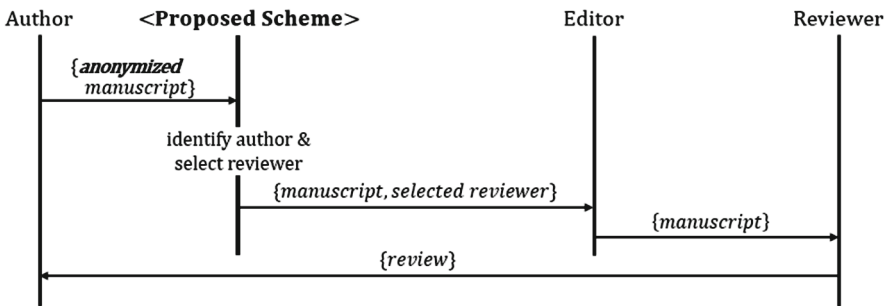 Author <Proposed Scheme> Editor Reviewer
{anonymized
manuscript}
identify author &
select reviewer
{manuscript, selected reviewer}
{manuscript}
{review}